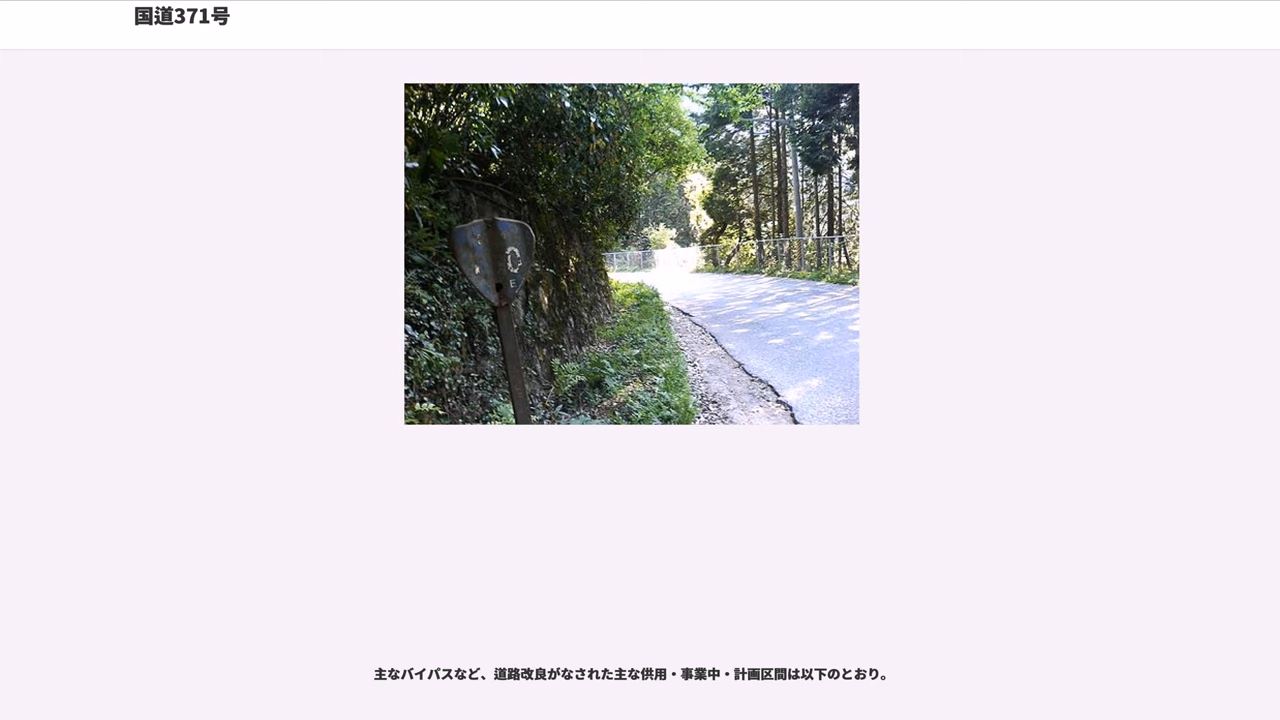 国道371号
主なバイパスなど、道路改良がなされた主な供用・事業中・計画区間は以下のとおり。